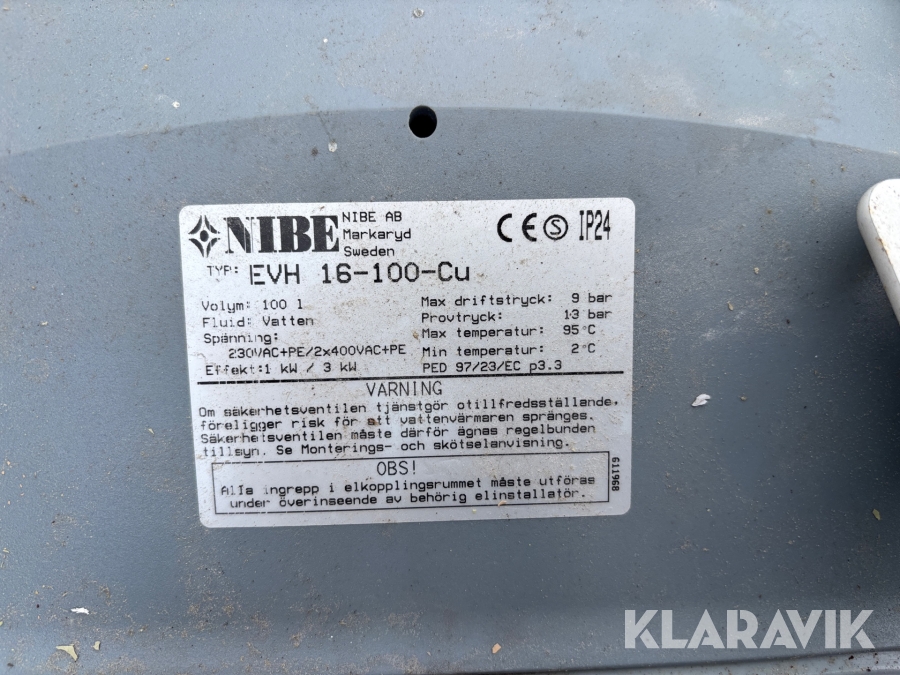 NIBE
NIBE AB
Markaryd
Sweden
CE S IP24
TYP: EVH 16-100-Cu
Volym: 100 l
Fluid: Vatten
Spänning:
230VAC+PE/2x400VAC+PE
Effekt:1 kW / 3 kW
Max driftstryck: 9 bar
Provtryck: 13 bar
Max temperatur: 95°C
Min temperatur: 2°C
PED 97/23/EC p3.3
VARNING
Om säkerhetsventilen tjänstgör otillfredsställande,
föreligger risk för att vattenvärmaren spränges.
Säkerhetsventilen måste därför ägnas regelbunden
tillsyn. Se Monterings- och skötselanvisning.
OBS!
Alla ingrepp i elkopplingsrummet måste utföras
under överinseende av behörig elinstallatör.
611968
KLARAVIK